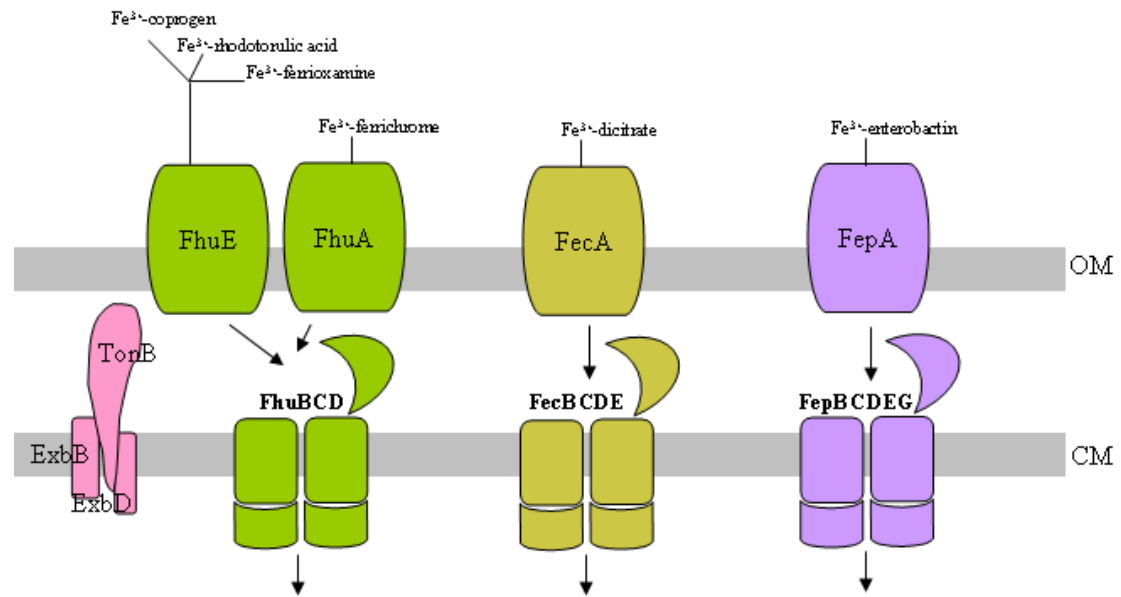 Fe³⁺-coprogen
Fe³⁺-rhodotorulic acid
Fe³⁺-ferrioxamine
Fe³⁺-ferrichrome
Fe³⁺-dicitrate
Fe³⁺-enterobactin
FhuE
FhuA
FecA
FepA
OM
TonB
FhuBCD
FecBCDE
FepBCDEG
ExbB
CM
ExbD